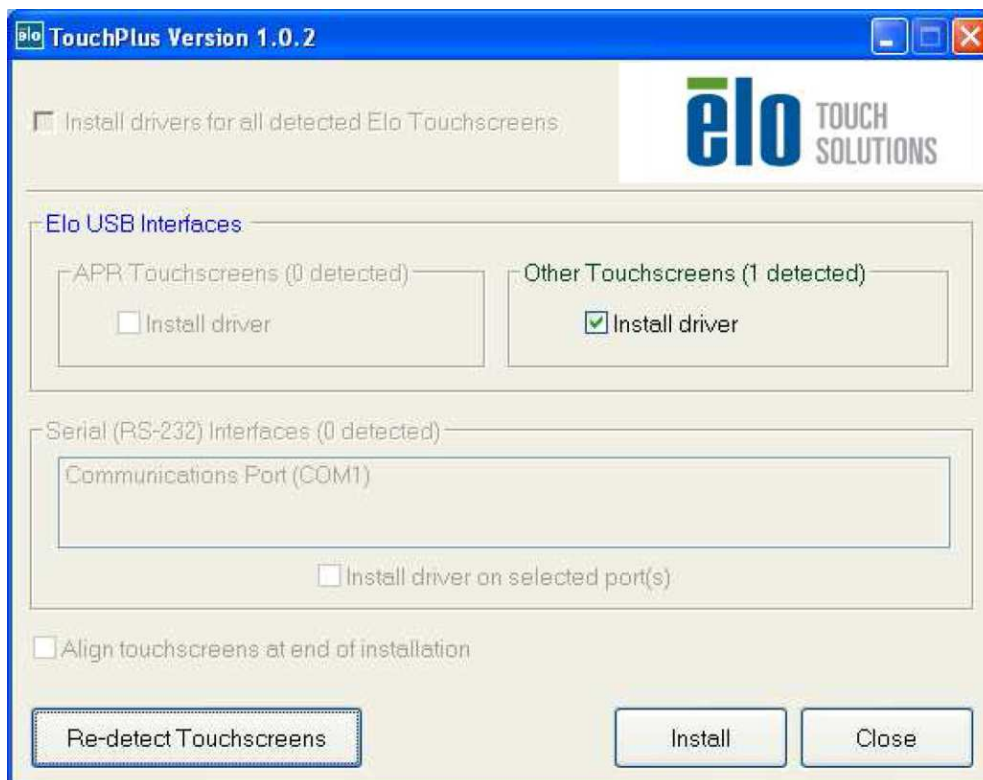 elo TouchPlus Version 1.0.2
Install drivers for all detected Elo Touchscreens
elo TOUCH
SOLUTIONS
Elo USB Interfaces
APR Touchscreens (0 detected)
Install driver
Other Touchscreens (1 detected)
Install driver
Serial (RS-232) Interfaces (0 detected)
Communications Port (COM1)
Install driver on selected port(s)
Align touchscreens at end of installation
Re-detect Touchscreens
Install
Close